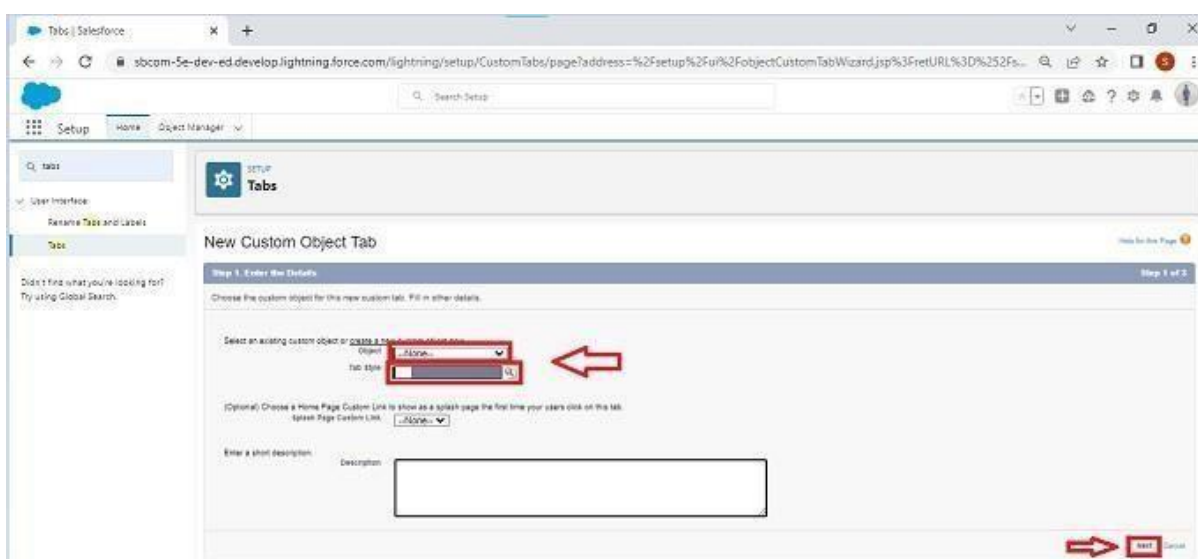 Tabs | Salesforce
sbcom-5e-dev-ed.develop.lightning.force.com/lightning/setup/CustomTabs/page?address=%2Fsetup%2Fui%2FobjectCustomTabWizard.jsp%3FretURL%3D%252Fs...
S
Search Setup
Setup
Home
Object Manager
tabs
SETUP
Tabs
User Interface
Rename Tabs and Labels
Tabs
Didn't find what you're looking for?
Try using Global Search.
New Custom Object Tab
Help for this Page
Step 1. Enter the Details
Step 1 of 3
Choose the custom object for this new custom tab. Fill in other details.
Select an existing custom object or create a new custom object now.
Object
--None--
Tab Style
(Optional) Choose a Home Page Custom Link to show as a splash page the first time your users click on this tab.
Splash Page Custom Link
--None--
Enter a short description.
Description
Next
Cancel